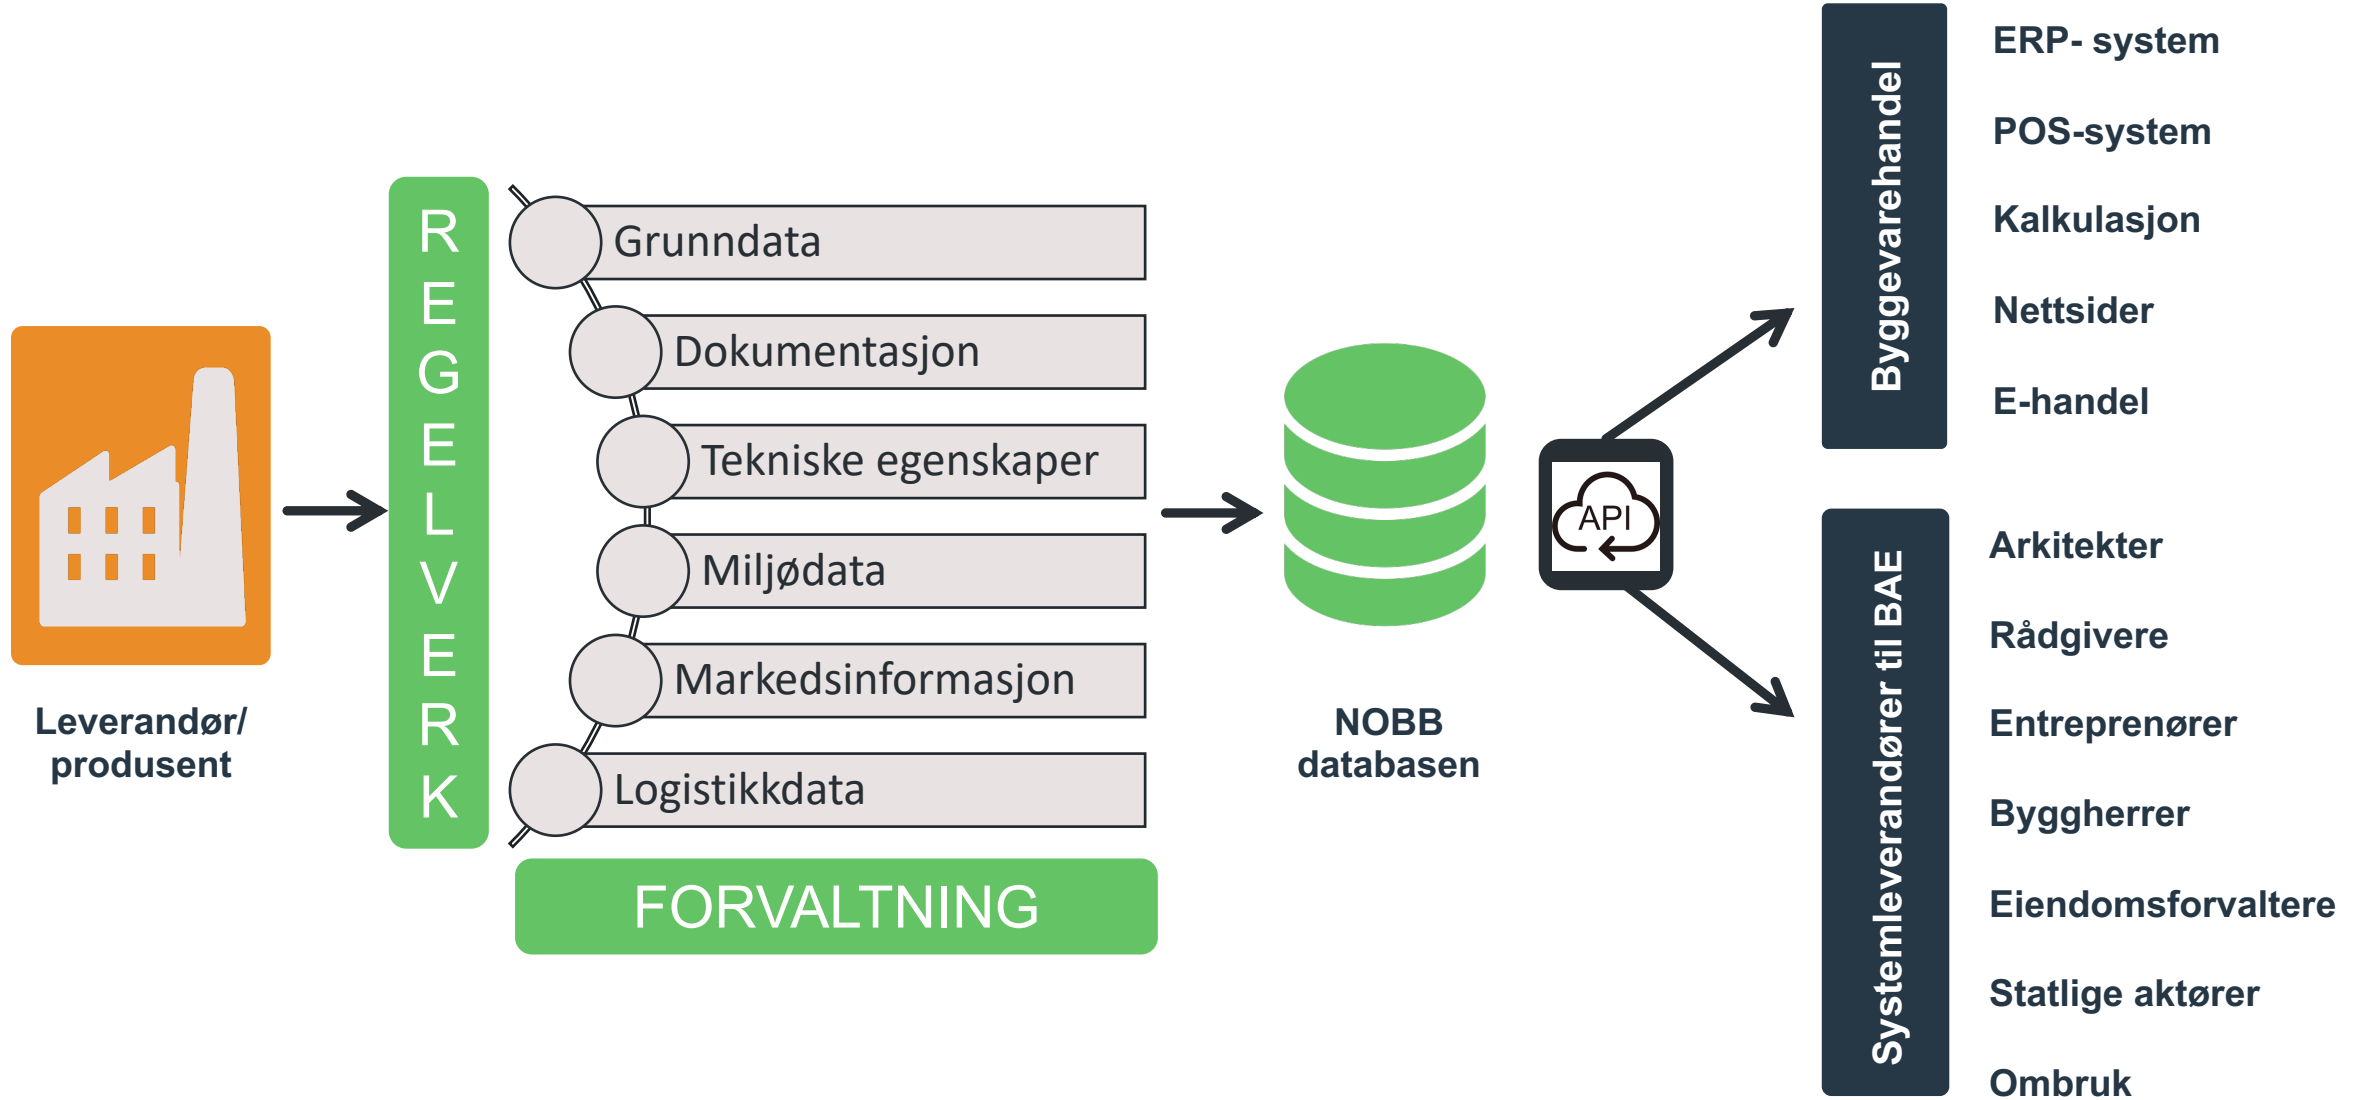 Leverandør/
produsent
REGELVERK
Grunndata
Dokumentasjon
Tekniske egenskaper
Miljødata
Markedsinformasjon
Logistikkdata
FORVALTNING
NOBB
databasen
API
Byggevarehandel
ERP- system
POS-system
Kalkulasjon
Nettsider
E-handel
Systemleverandører til BAE
Arkitekter
Rådgivere
Entreprenører
Byggherrer
Eiendomsforvaltere
Statlige aktører
Ombruk